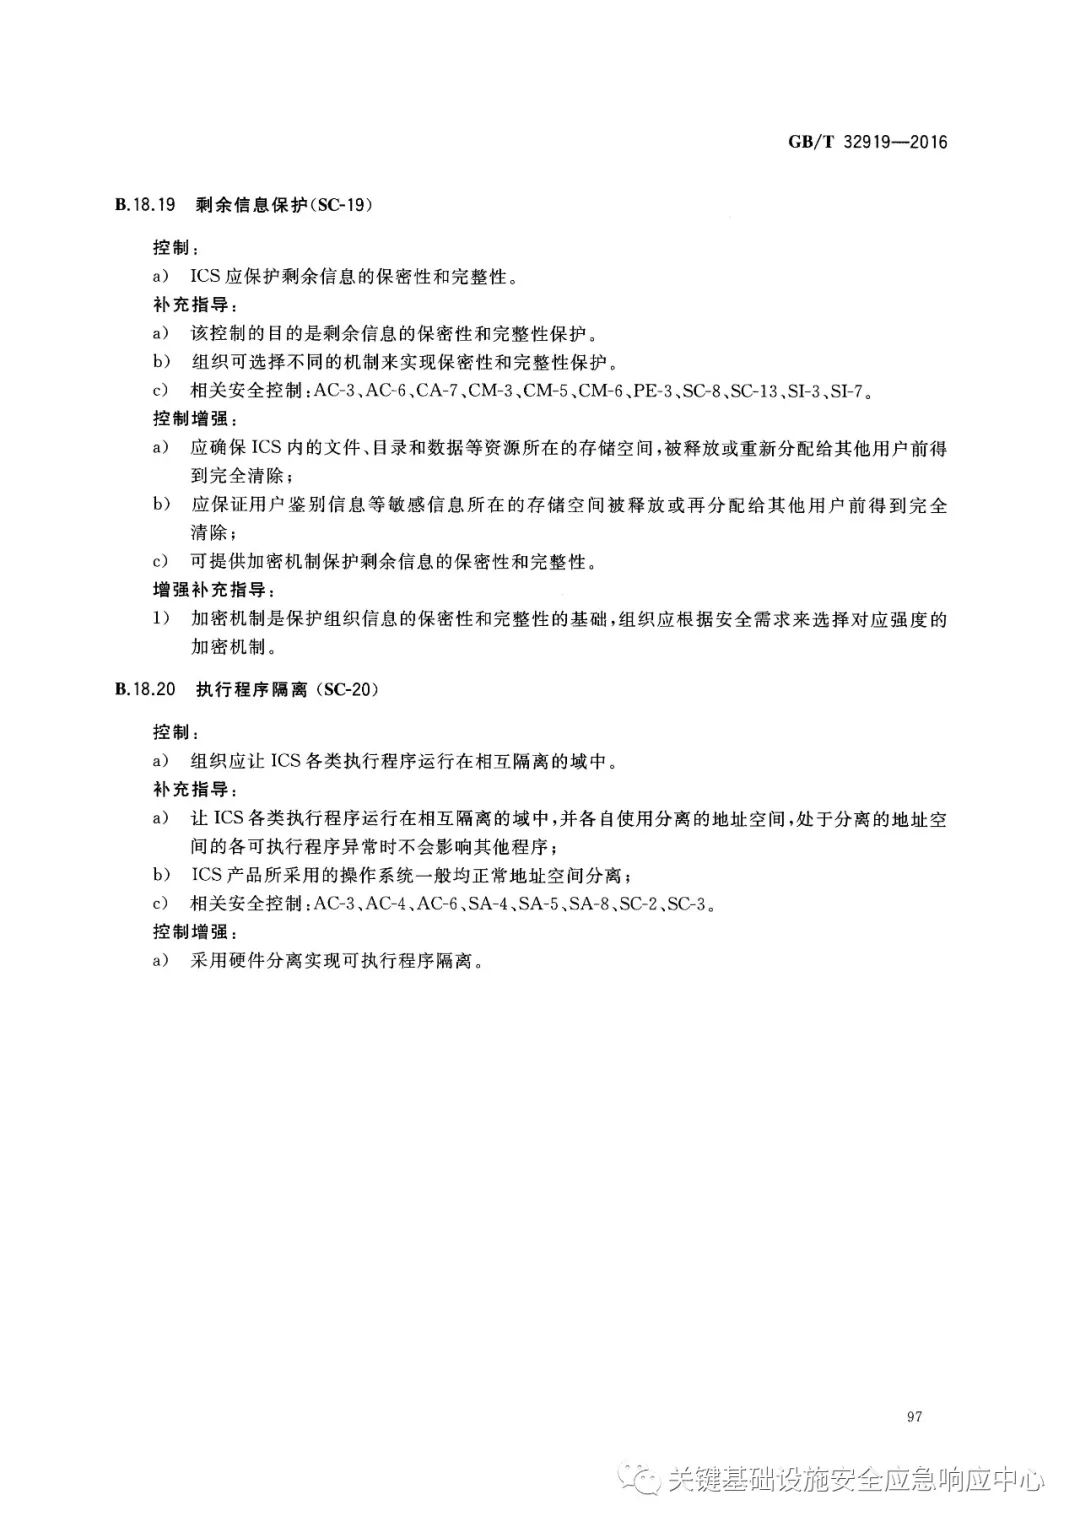 GB/T 32919—2016
B.18.19 剩余信息保护(SC-19)
控制:
a) ICS应保护剩余信息的保密性和完整性。
补充指导:
a) 该控制的目的是剩余信息的保密性和完整性保护。
b) 组织可选择不同的机制来实现保密性和完整性保护。
c) 相关安全控制:AC-3、AC-6、CA-7、CM-3、CM-5、CM-6、PE-3、SC-8、SC-13、SI-3、SI-7。
控制增强:
a) 应确保ICS内的文件、目录和数据等资源所在的存储空间,被释放或重新分配给其他用户前得
到完全清除;
b) 应保证用户鉴别信息等敏感信息所在的存储空间被释放或再分配给其他用户前得到完全
清除;
c) 可提供加密机制保护剩余信息的保密性和完整性。
增强补充指导:
1) 加密机制是保护组织信息的保密性和完整性的基础,组织应根据安全需求来选择对应强度的
加密机制。
B.18.20 执行程序隔离(SC-20)
控制:
a) 组织应让ICS各类执行程序运行在相互隔离的域中。
补充指导:
a) 让ICS各类执行程序运行在相互隔离的域中,并各自使用分离的地址空间,处于分离的地址空
间的各可执行程序异常时不会影响其他程序;
b) ICS产品所采用的操作系统一般均正常地址空间分离;
c) 相关安全控制:AC-3、AC-4、AC-6、SA-4、SA-5、SA-8、SC-2、SC-3。
控制增强:
a) 采用硬件分离实现可执行程序隔离。
97
关键基础设施安全应急响应中心